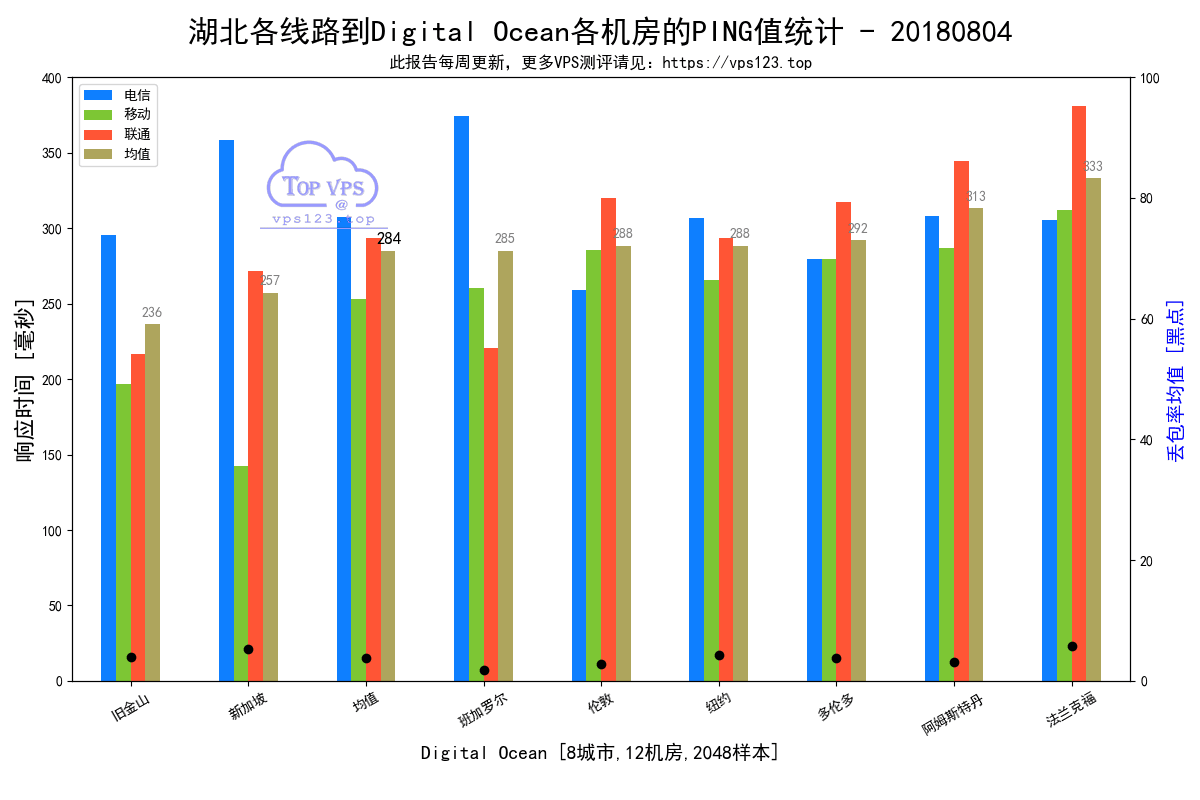 湖北各线路到Digital Ocean各机房的PING值统计 - 20180804
此报告每周更新, 更多VPS测评请见: https://vps123.top
电信
移动
联通
均值
TOP VPS
@
vps123.top
响应时间 [毫秒]
400
350
300
250
200
150
100
50
0
236
257
284
285
288
288
292
313
333
100
80
60
40
20
0
丢包率均值 [黑点]
旧金山
新加坡
均值
班加罗尔
伦敦
纽约
多伦多
阿姆斯特丹
法兰克福
Digital Ocean [8城市,12机房,2048样本]